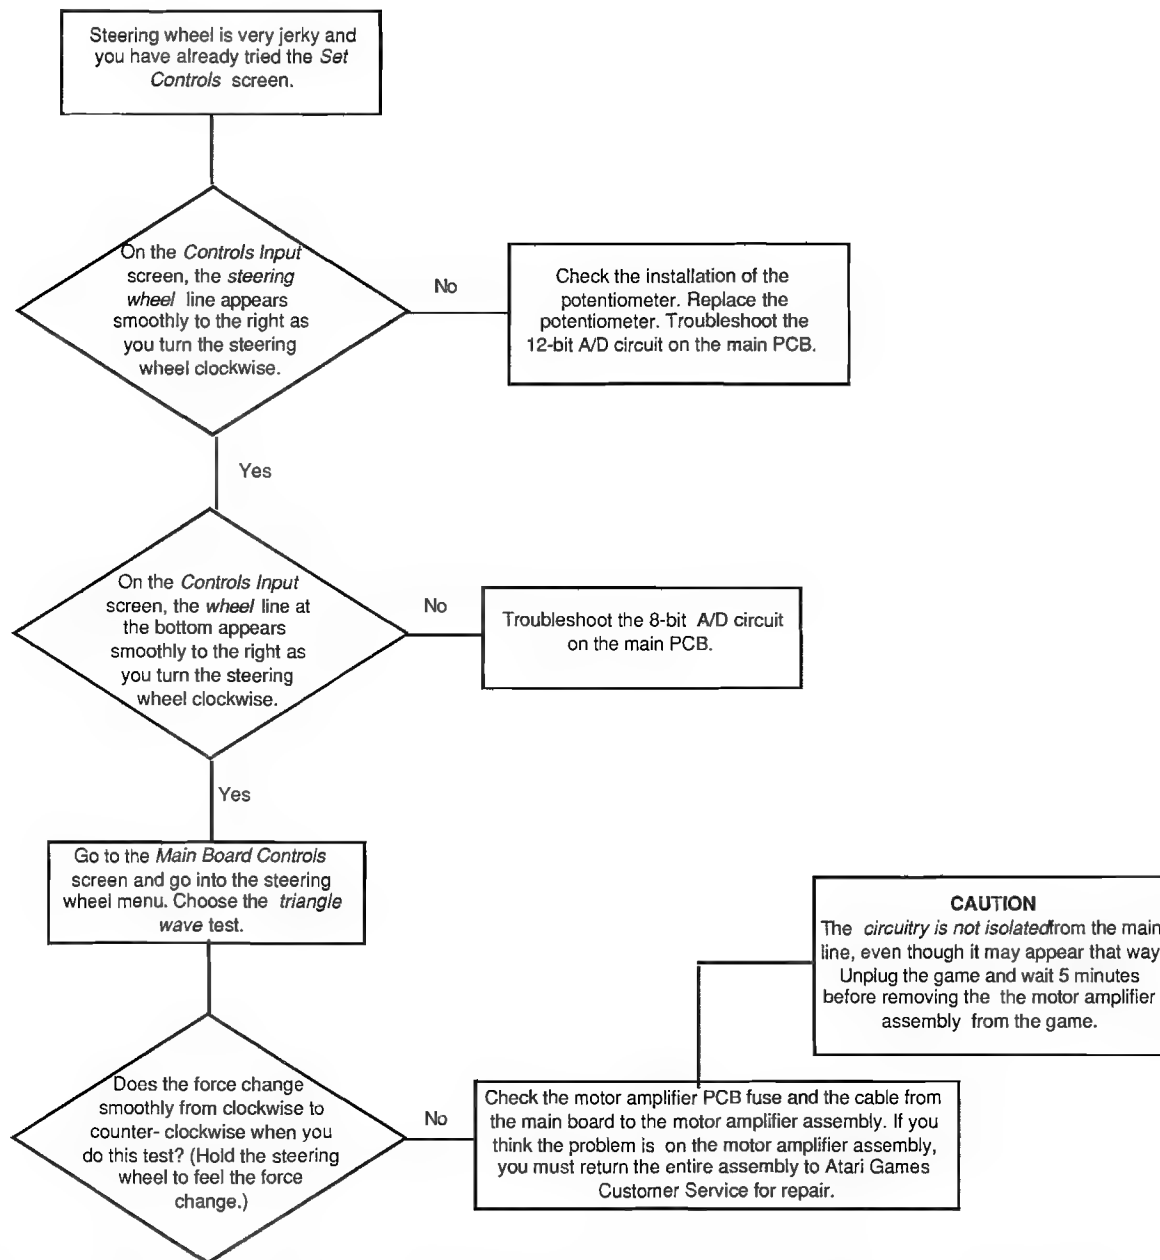 Steering wheel is very jerky and
you have already tried the Set
Controls screen.
On the Controls Input
screen, the steering
wheel line appears
smoothly to the right as
you turn the steering
wheel clockwise.
No
Check the installation of the
potentiometer. Replace the
potentiometer. Troubleshoot the
12-bit A/D circuit on the main PCB.
Yes
On the Controls Input
screen, the wheel line at
the bottom appears
smoothly to the right as
you turn the steering
wheel clockwise.
No
Troubleshoot the 8-bit A/D circuit
on the main PCB.
Yes
Go to the Main Board Controls
screen and go into the steering
wheel menu. Choose the triangle
wave test.
CAUTION
The circuitry is not isolated from the main
line, even though it may appear that way
Unplug the game and wait 5 minutes
before removing the the motor amplifier
assembly from the game.
Does the force change
smoothly from clockwise to
counter- clockwise when you
do this test? (Hold the steering
wheel to feel the force
change.)
No
Check the motor amplifier PCB fuse and the cable from
the main board to the motor amplifier assembly. If you
think the problem is on the motor amplifier assembly,
you must return the entire assembly to Atari Games
Customer Service for repair.